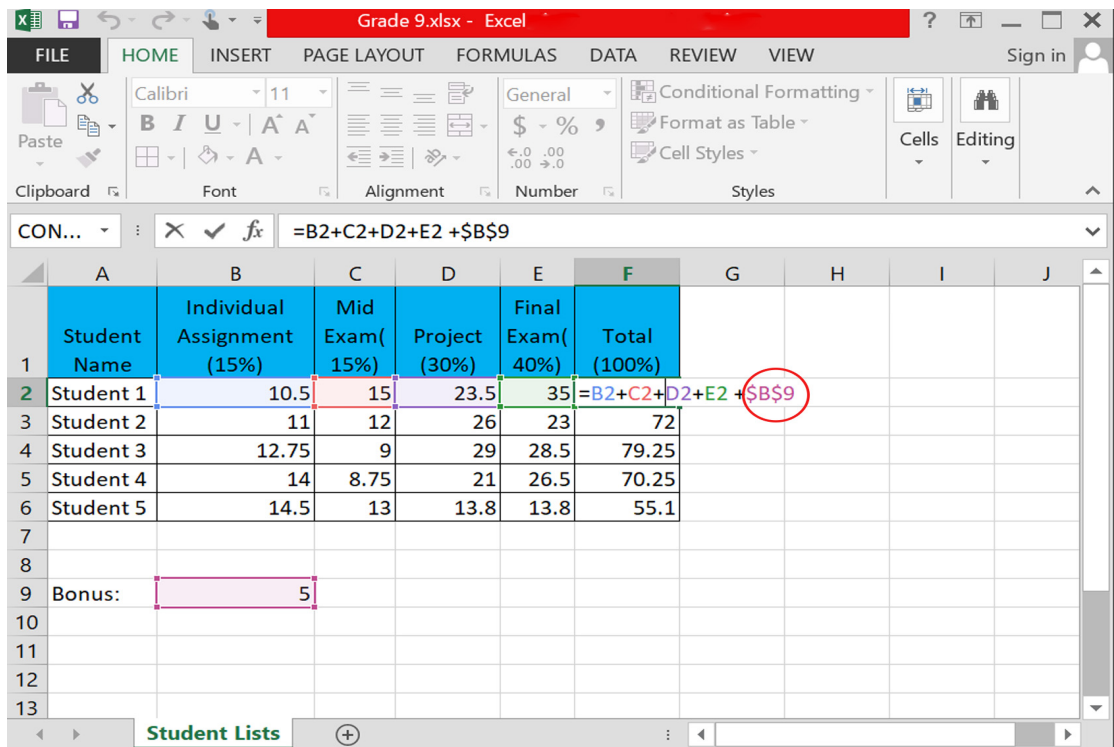 Grade 9.xlsx - Excel
?
FILE HOME INSERT PAGE LAYOUT FORMULAS DATA REVIEW VIEW Sign in
Paste
Calibri 11
B I U A A
A
General
$ % ,
.0 .00
.00 .0
Conditional Formatting
Format as Table
Cell Styles
Cells
Editing
Clipboard Font Alignment Number Styles
CON... fx =B2+C2+D2+E2 +$B$9
A B C D E F G H I J
1 Student Name Individual Assignment (15%) Mid Exam( 15%) Project (30%) Final Exam( 40%) Total (100%)
2 Student 1 10.5 15 23.5 35 =B2+C2+D2+E2 +$B$9
3 Student 2 11 12 26 23 72
4 Student 3 12.75 9 29 28.5 79.25
5 Student 4 14 8.75 21 26.5 70.25
6 Student 5 14.5 13 13.8 13.8 55.1
7
8
9 Bonus: 5
10
11
12
13
Student Lists